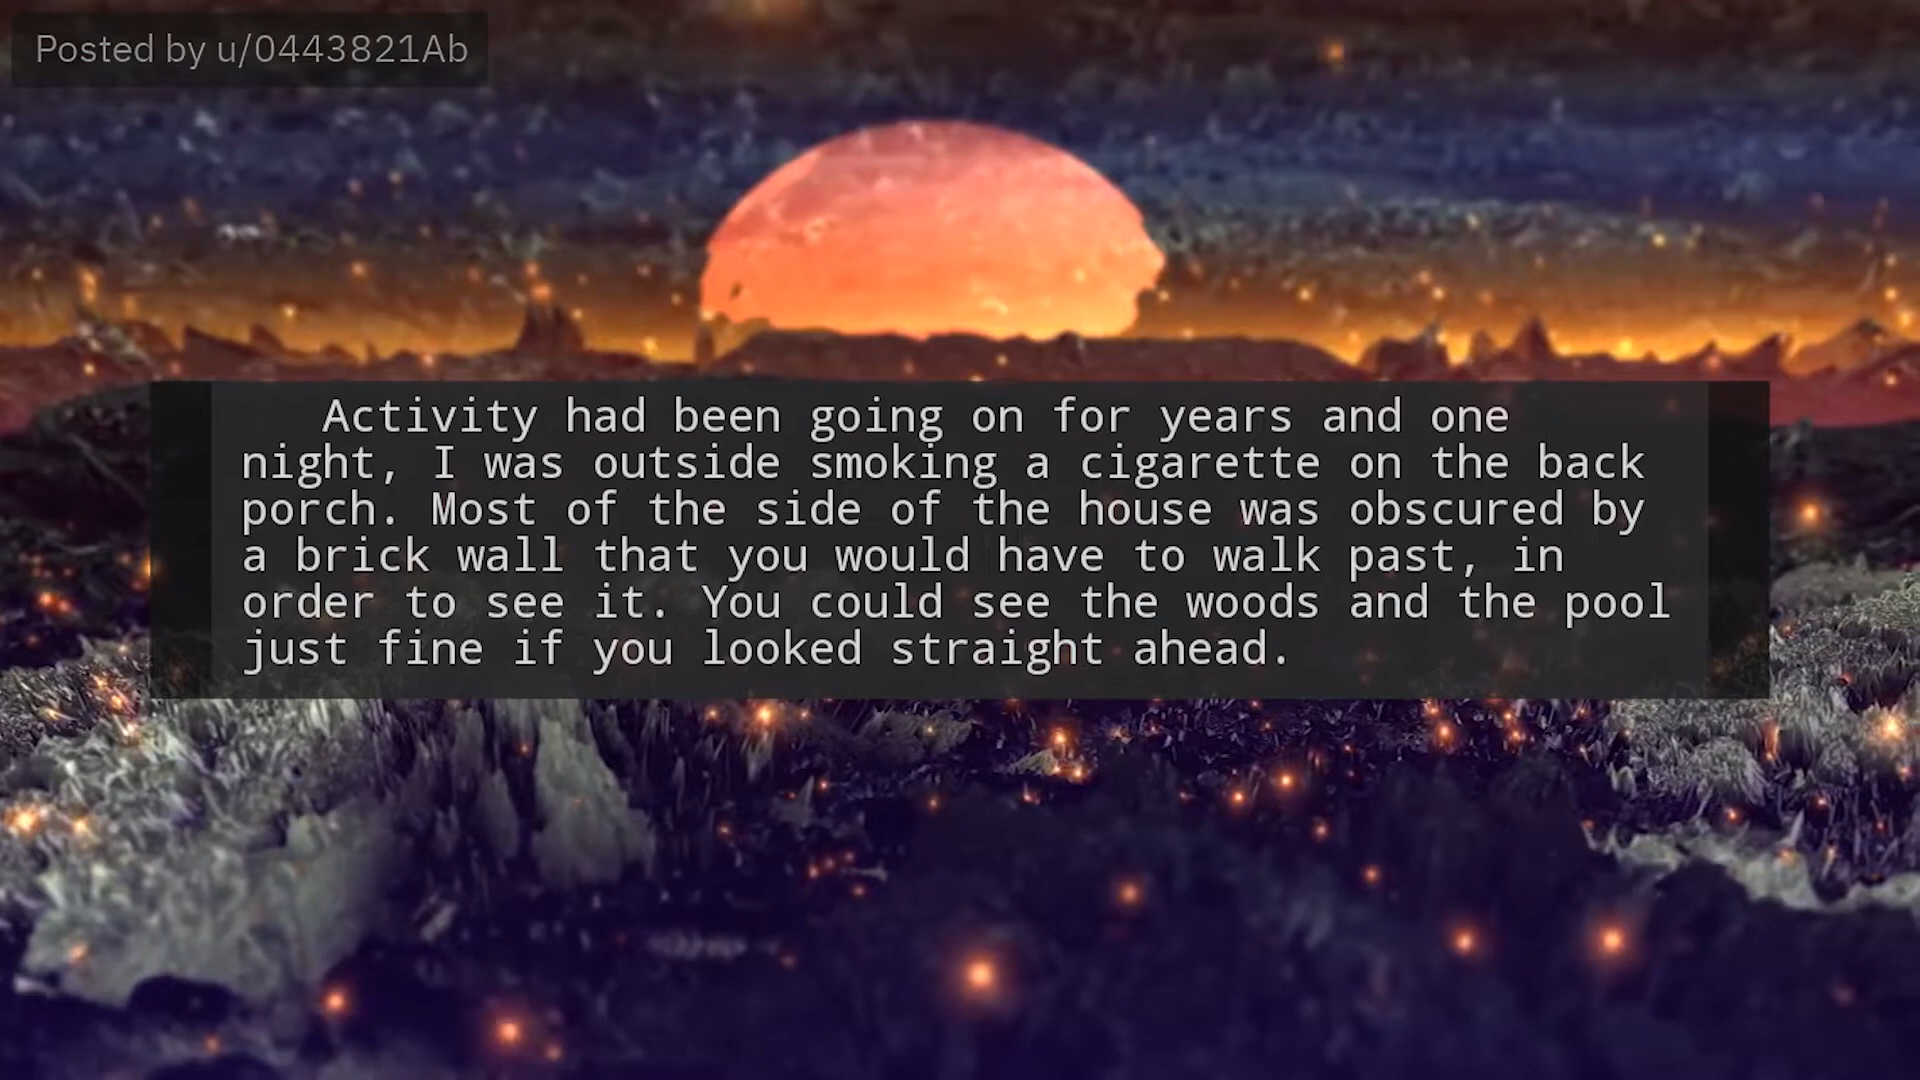 Posted by u/0443821Ab
Activity had been going on for years and one
night, I was outside smoking a cigarette on the back
porch. Most of the side of the house was obscured by
a brick wall that you would have to walk past, in
order to see it. You could see the woods and the pool
just fine if you looked straight ahead.